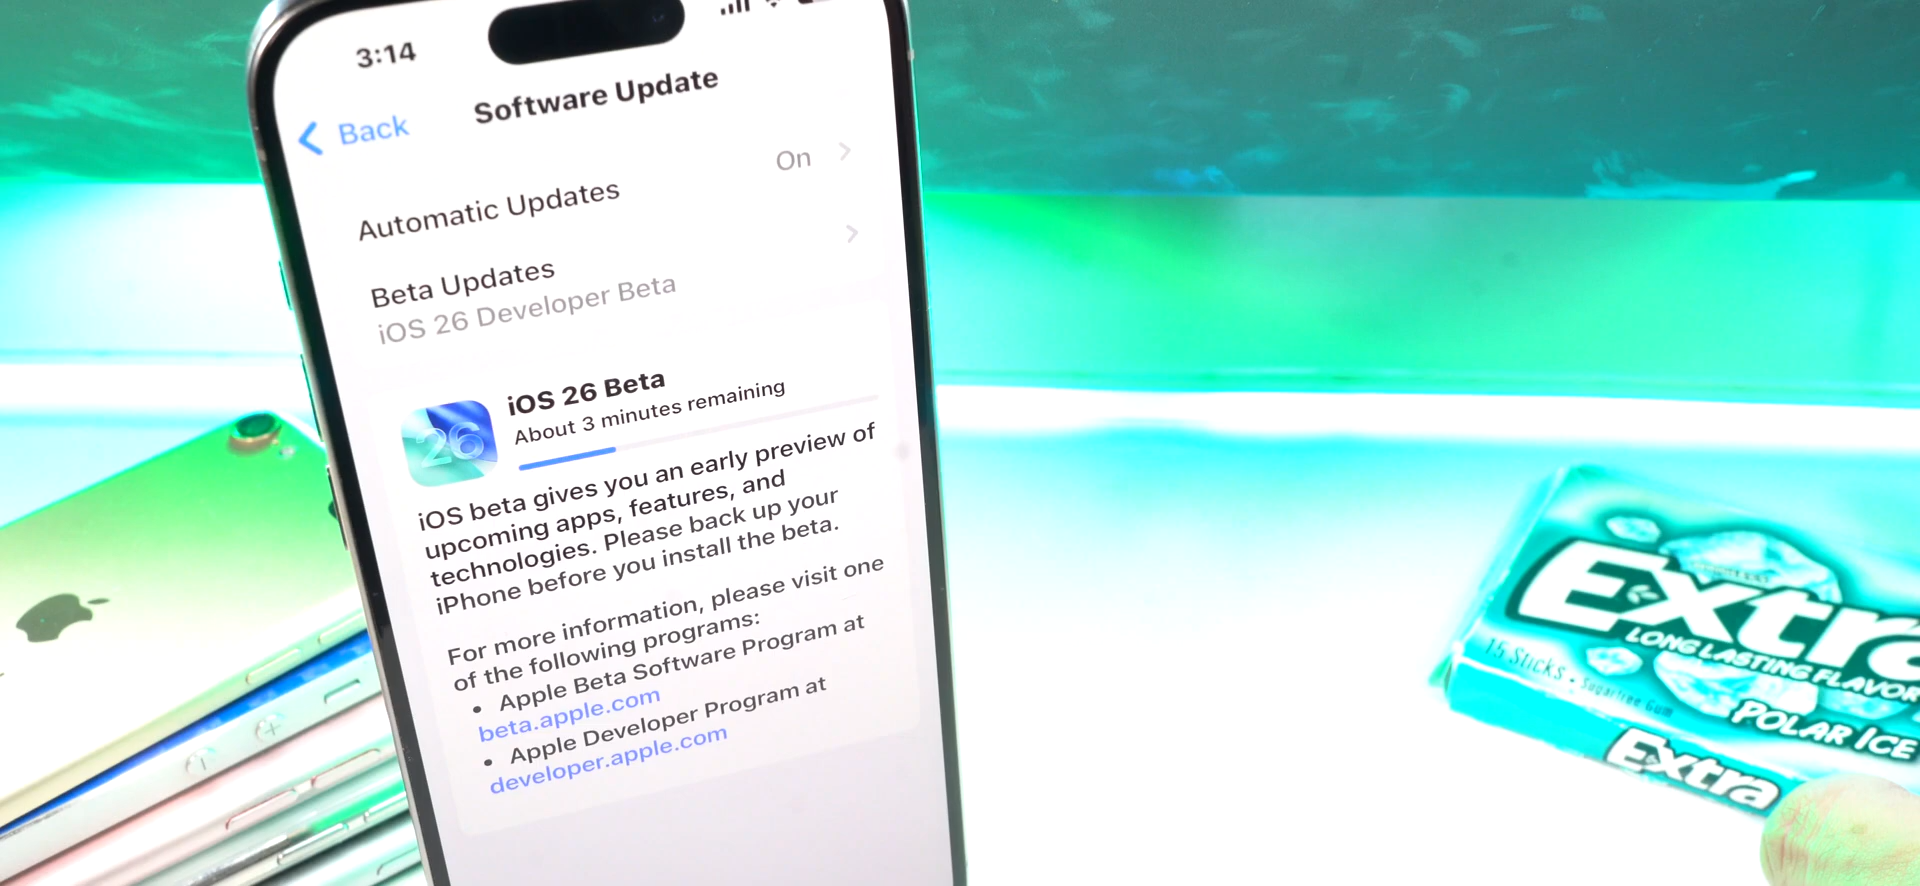 3:14
Back
Software Update
Automatic Updates
On
Beta Updates
iOS 26 Developer Beta
26
iOS 26 Beta
About 3 minutes remaining
iOS beta gives you an early preview of
upcoming apps, features, and
technologies. Please back up your
iPhone before you install the beta.
For more information, please visit one
of the following programs:
• Apple Beta Software Program at
beta.apple.com
• Apple Developer Program at
developer.apple.com
Extra
LONG LASTING FLAVOR
15 Sticks • Sugarfree Gum
POLAR ICE
Extra